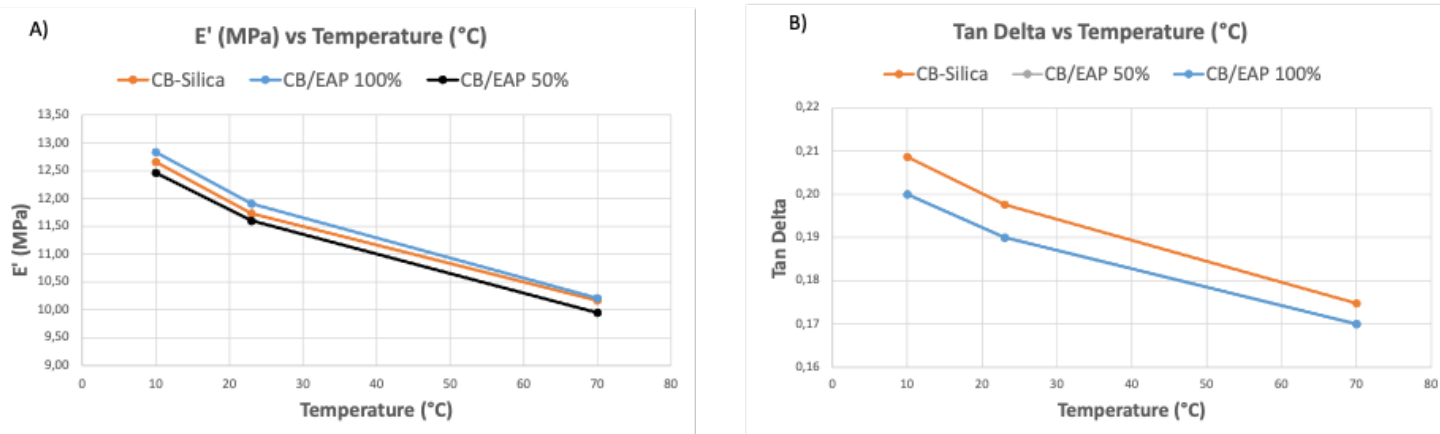 A)
E' (MPa) vs Temperature (°C)
CB-Silica CB/EAP 100% CB/EAP 50%
13,50
13,00
12,50
12,00
11,50
11,00
10,50
10,00
9,50
9,00
E' (MPa)
0 10 20 30 40 50 60 70 80
Temperature (°C)
B)
Tan Delta vs Temperature (°C)
CB-Silica CB/EAP 50% CB/EAP 100%
0,22
0,21
0,20
0,19
0,18
0,17
0,16
Tan Delta
0 10 20 30 40 50 60 70 80
Temperature (°C)